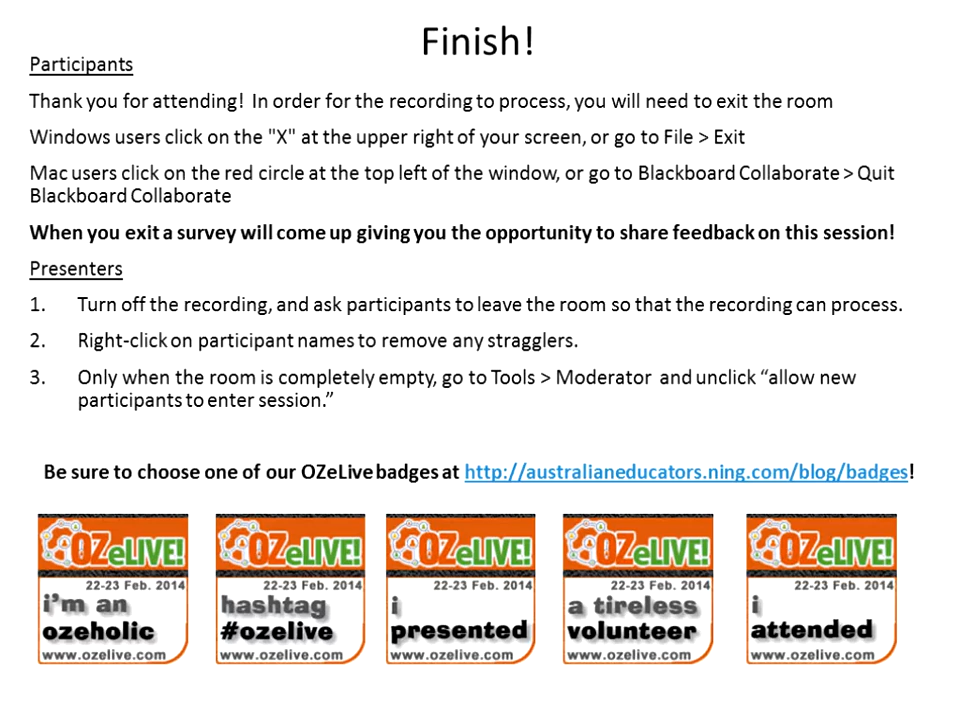 Finish!
Participants
Thank you for attending! In order for the recording to process, you will need to exit the room
Windows users click on the "X" at the upper right of your screen, or go to File > Exit
Mac users click on the red circle at the top left of the window, or go to Blackboard Collaborate > Quit
Blackboard Collaborate
When you exit a survey will come up giving you the opportunity to share feedback on this session!
Presenters
1. Turn off the recording, and ask participants to leave the room so that the recording can process.
2. Right-click on participant names to remove any stragglers.
3. Only when the room is completely empty, go to Tools > Moderator and unclick “allow new
participants to enter session.”
Be sure to choose one of our OZeLive badges at http://australianeducators.ning.com/blog/badges!
OZeLIVE!
22-23 Feb. 2014
i'm an
ozeholic
www.ozelive.com
OZeLIVE!
22-23 Feb. 2014
hashtag
#ozelive
www.ozelive.com
OZeLIVE!
22-23 Feb. 2014
i
presented
www.ozelive.com
OZeLIVE!
22-23 Feb. 2014
a tireless
volunteer
www.ozelive.com
OZeLIVE!
22-23 Feb. 2014
i
attended
www.ozelive.com